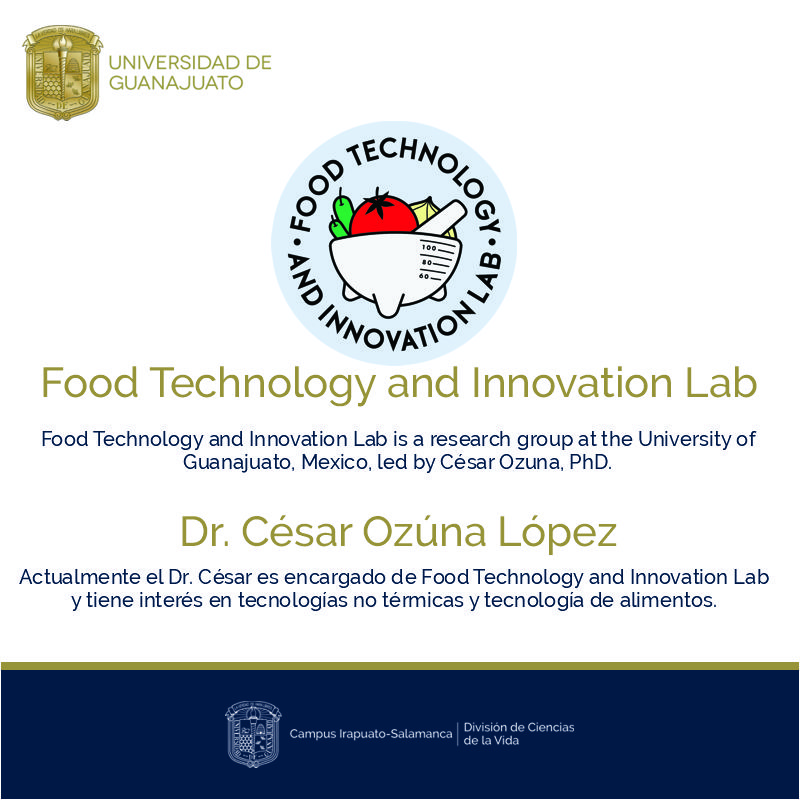 UNIVERSIDAD DE
GUANAJUATO
FOOD TECHNOLOGY
• AND INNOVATION LAB •
100
80
60
Food Technology and Innovation Lab
Food Technology and Innovation Lab is a research group at the University of
Guanajuato, Mexico, led by César Ozuna, PhD.
Dr. César Ozúna López
Actualmente el Dr. César es encargado de Food Technology and Innovation Lab
y tiene interés en tecnologías no térmicas y tecnología de alimentos.
Campus Irapuato-Salamanca
División de Ciencias
de la Vida